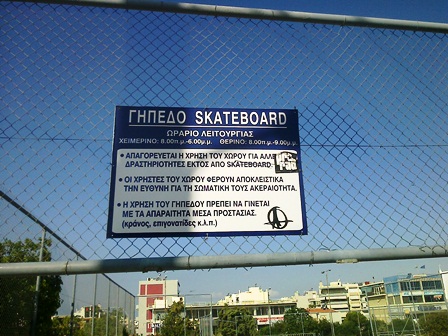 ΓΗΠΕΔΟ SKATEBOARD
ΩΡΑΡΙΟ ΛΕΙΤΟΥΡΓΙΑΣ
ΧΕΙΜΕΡΙΝΟ: 8.00π.μ.-6.00μ.μ. ΘΕΡΙΝΟ: 8.00π.μ.-9.00μ.μ.
• ΑΠΑΓΟΡΕΥΕΤΑΙ Η ΧΡΗΣΗ ΤΟΥ ΧΩΡΟΥ ΓΙΑ
ΔΡΑΣΤΗΡΙΟΤΗΤΕΣ ΕΚΤΟΣ ΑΠΟ SKATEBOARD
• ΟΙ ΧΡΗΣΤΕΣ ΤΟΥ ΧΩΡΟΥ ΦΕΡΟΥΝ ΑΠΟΚΛΕΙΣΤΙΚΑ
ΤΗΝ ΕΥΘΥΝΗ ΓΙΑ ΤΗ ΣΩΜΑΤΙΚΗ ΤΟΥΣ ΑΚΕΡΑΙΟΤΗΤΑ.
• Η ΧΡΗΣΗ ΤΟΥ ΓΗΠΕΔΟΥ ΠΡΕΠΕΙ ΝΑ ΓΙΝΕΤΑΙ
ΜΕ ΤΑ ΑΠΑΡΑΙΤΗΤΑ ΜΕΣΑ ΠΡΟΣΤΑΣΙΑΣ.
(κράνος, επιγονατίδες κ.λ.π.)